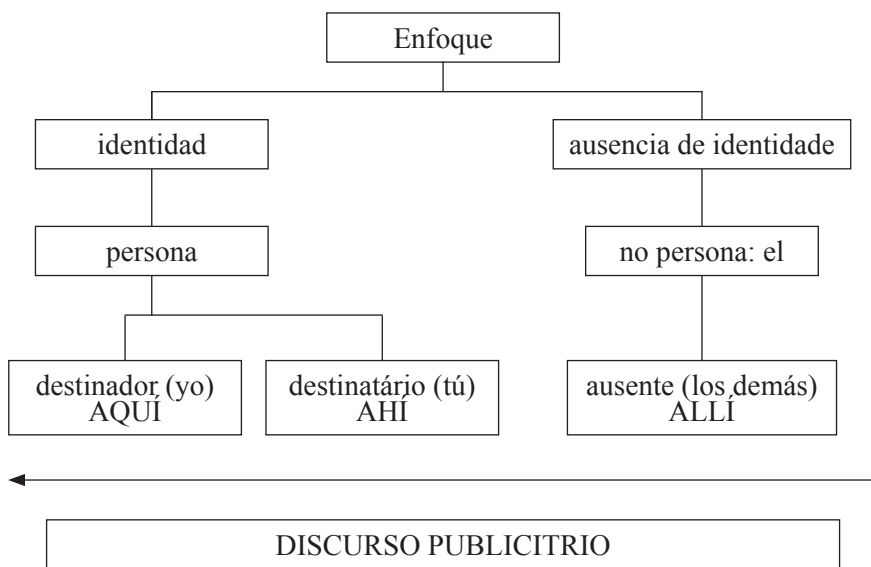 Enfoque
identidad
ausencia de identidade
persona
no persona: el
destinador (yo)
AQUÍ
destinatário (tú)
AHÍ
ausente (los demás)
ALLÍ
DISCURSO PUBLICITRIO